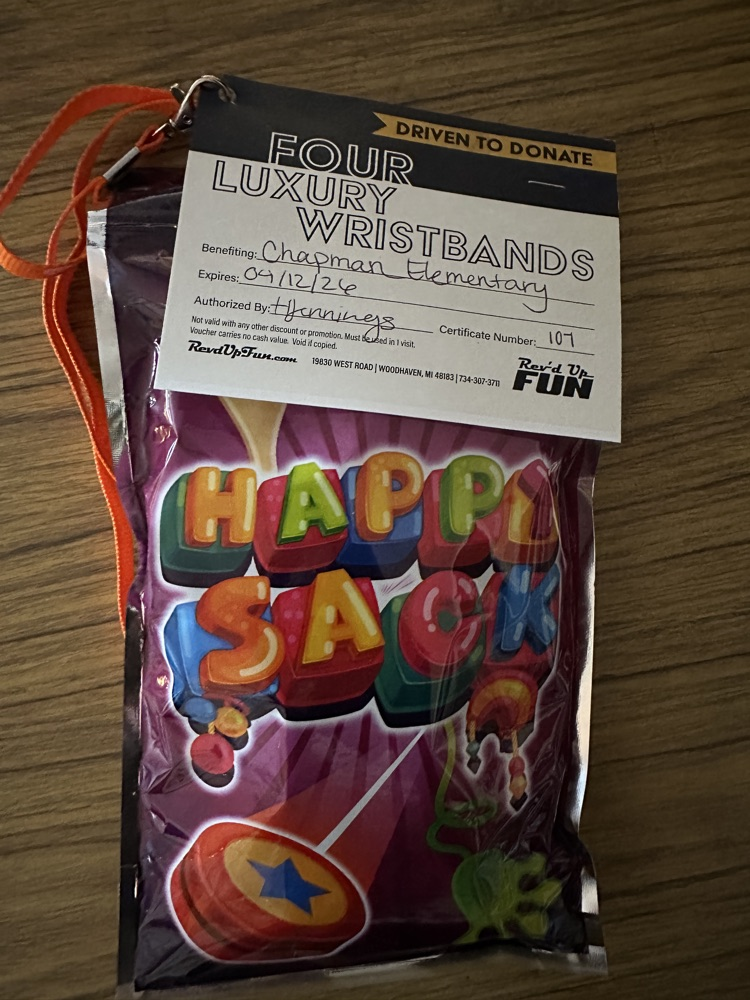 DRIVEN TO DONATE
FOUR
LUXURY
WRISTBANDS
Benefiting: Chapman Elementary
Expires: 04/12/26
Authorized By: HJennings
Certificate Number: 107
Not valid with any other discount or promotion. Must be used in 1 visit.
Voucher carries no cash value. Void if copied.
RevdUpFun.com
19830 WEST ROAD | WOODHAVEN, MI 48183 | 734-307-3711
Rev'd Up
FUN
HAPPY
SACK